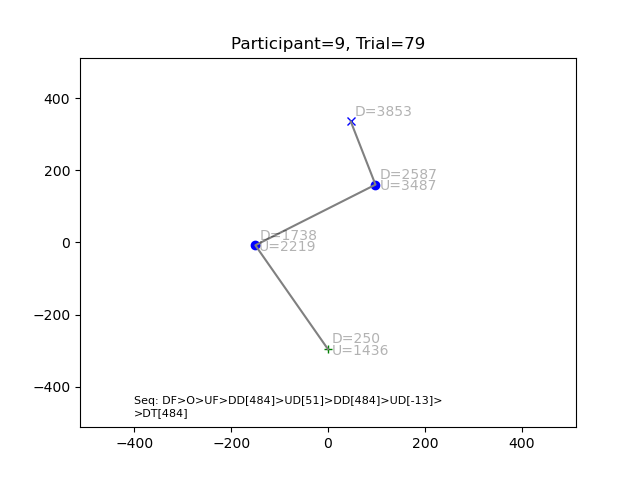 Participant=9, Trial=79
400
200
0
−200
−400
D=3853
D=2587
U=3487
D=1738
U=2219
D=250
U=1436
Seq: DF>O>UF>DD[484]>UD[51]>DD[484]>UD[-13]>
>DT[484]
−400 −200 0 200 400